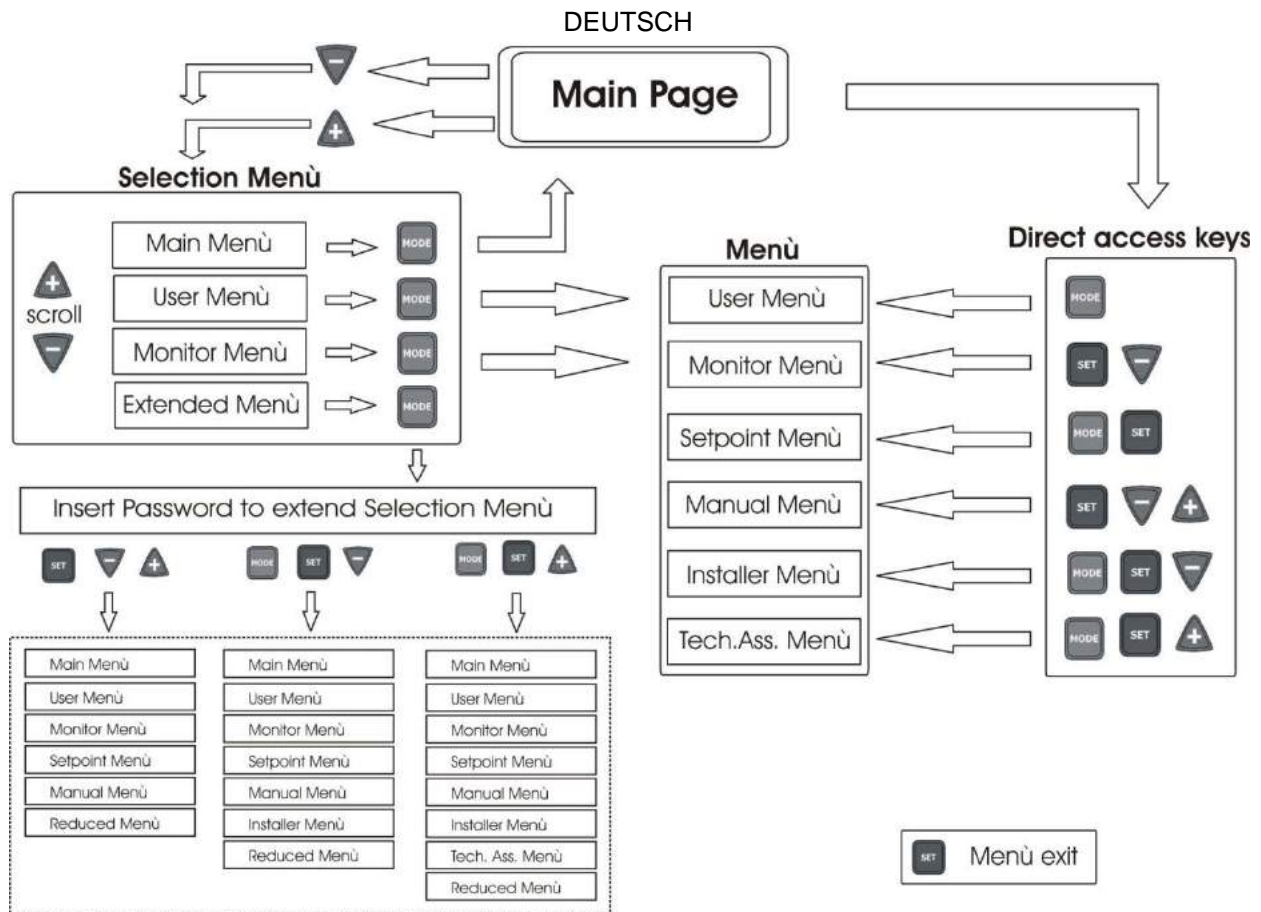 DEUTSCH
Main Page
-
+
Selection Menù
+
scroll
-
Main Menù
MODE
User Menù
MODE
Monitor Menù
MODE
Extended Menù
MODE
Insert Password to extend Selection Menù
SET - +
MODE SET -
MODE SET +
Main Menù
User Menù
Monitor Menù
Setpoint Menù
Manual Menù
Reduced Menù
Main Menù
User Menù
Monitor Menù
Setpoint Menù
Manual Menù
Installer Menù
Reduced Menù
Main Menù
User Menù
Monitor Menù
Setpoint Menù
Manual Menù
Installer Menù
Tech. Ass. Menù
Reduced Menù
Menù
User Menù
Monitor Menù
Setpoint Menù
Manual Menù
Installer Menù
Tech.Ass. Menù
Direct access keys
MODE
SET -
MODE SET
SET - +
MODE SET -
MODE SET +
SET Menù exit